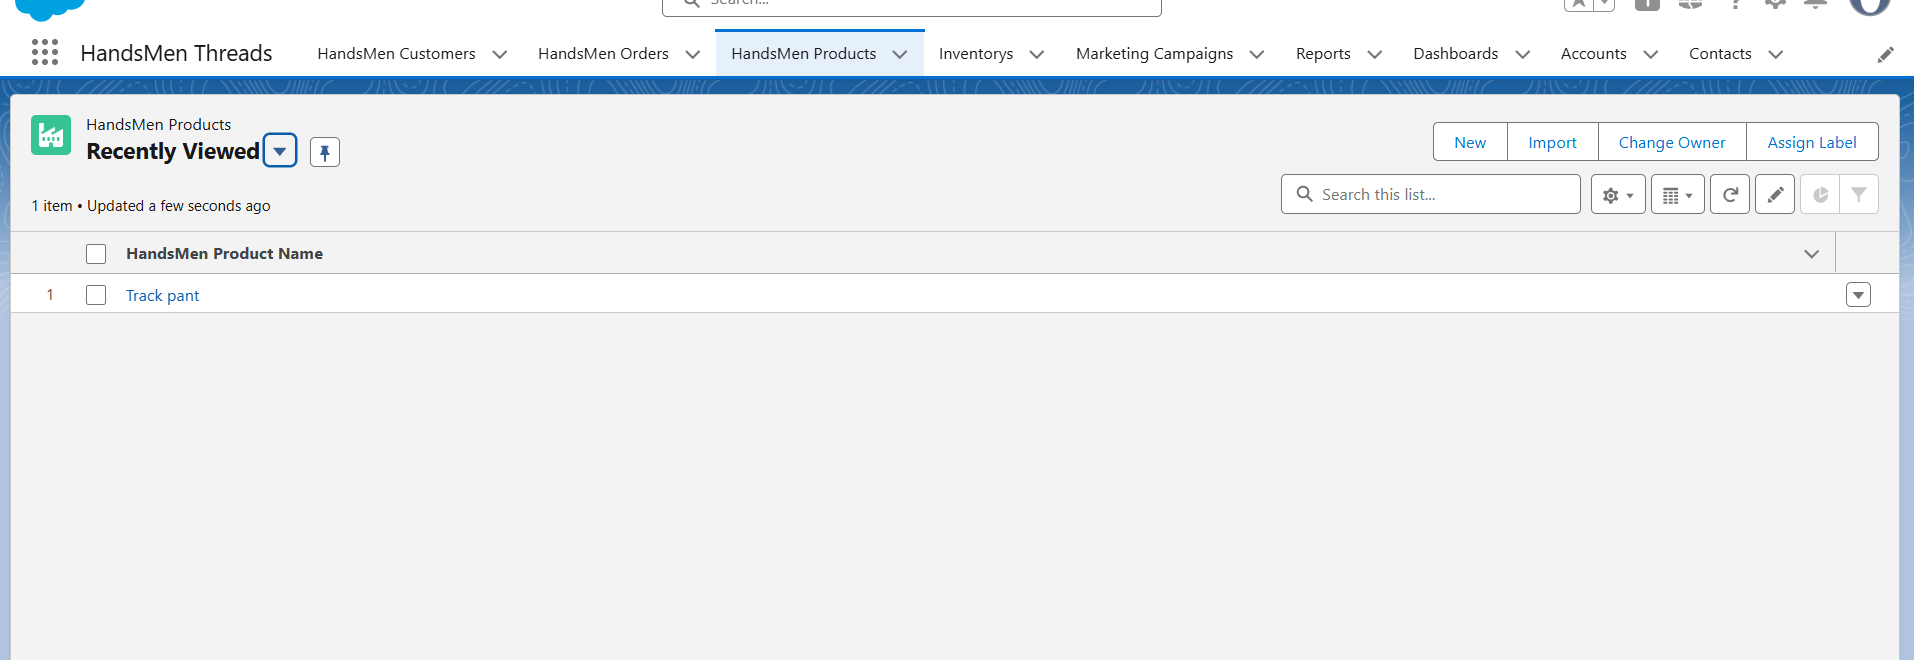 Search...
HandsMen Threads
HandsMen Customers
HandsMen Orders
HandsMen Products
Inventorys
Marketing Campaigns
Reports
Dashboards
Accounts
Contacts
HandsMen Products
Recently Viewed
New
Import
Change Owner
Assign Label
1 item • Updated a few seconds ago
Search this list...
HandsMen Product Name
1
Track pant